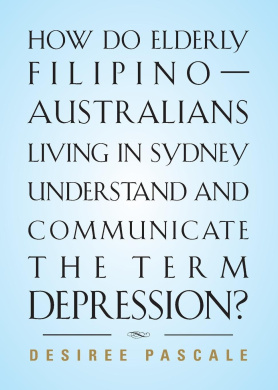 HOW DO ELDERLY
FILIPINO—
AUSTRALIANS
LIVING IN SYDNEY
UNDERSTAND AND
COMMUNICATE
THE TERM
DEPRESSION?
DESIREE PASCALE